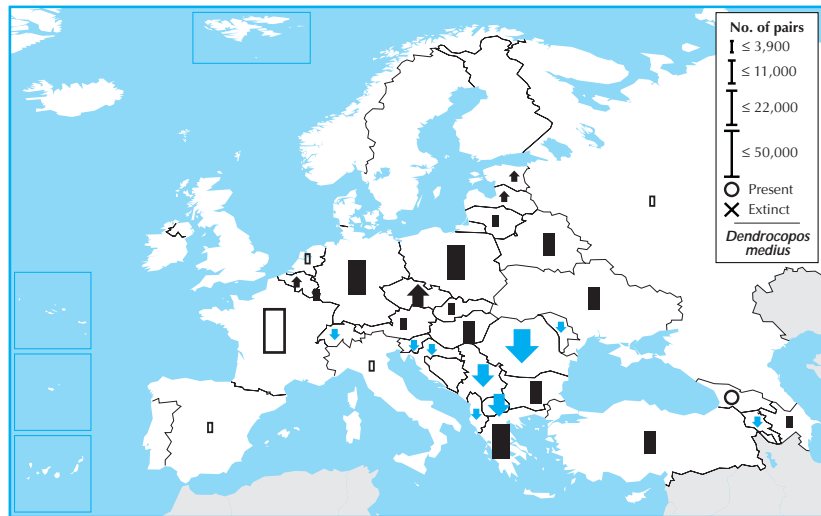 No. of pairs
≤ 3,900
≤ 11,000
≤ 22,000
≤ 50,000
Present
Extinct
Dendrocopos
medius